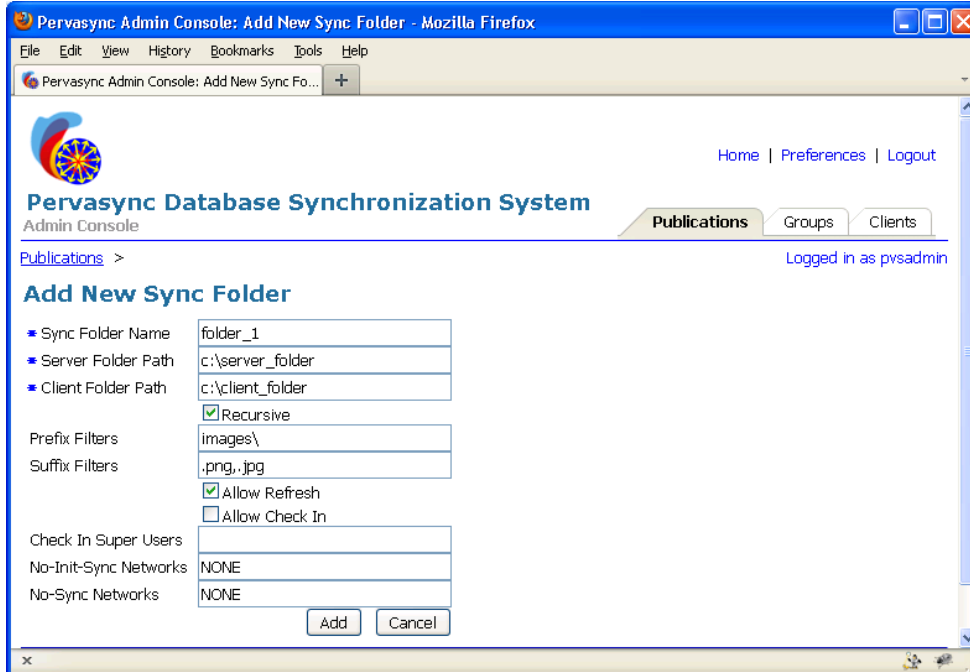 Pervasync Admin Console: Add New Sync Folder - Mozilla Firefox
File Edit View History Bookmarks Tools Help
Pervasync Admin Console: Add New Sync Fo... +
Home | Preferences | Logout
Pervasync Database Synchronization System
Admin Console
Publications Groups Clients
Publications >
Logged in as pvsadmin
Add New Sync Folder
* Sync Folder Name folder_1
* Server Folder Path c:\server_folder
* Client Folder Path c:\client_folder
Recursive
Prefix Filters images\
Suffix Filters .png,.jpg
Allow Refresh
Allow Check In
Check In Super Users
No-Init-Sync Networks NONE
No-Sync Networks NONE
Add Cancel
x